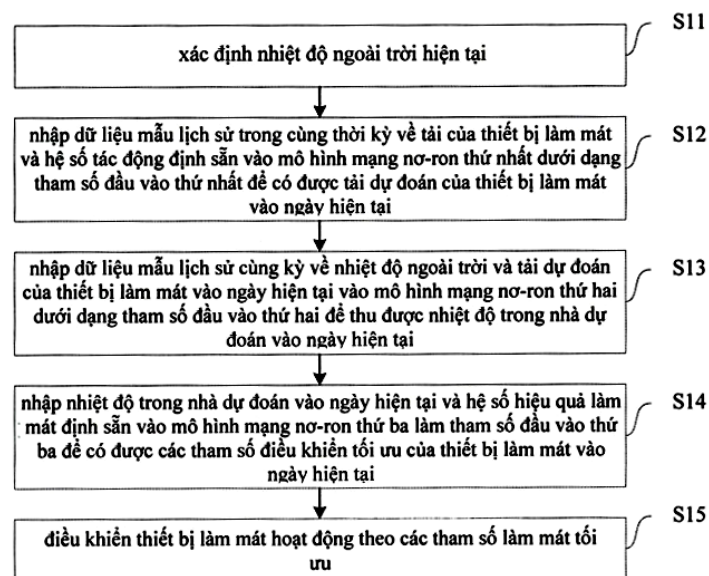 S11
xác định nhiệt độ ngoài trời hiện tại
S12
nhập dữ liệu mẫu lịch sử trong cùng thời kỳ về tải của thiết bị làm mát
và hệ số tác động định sẵn vào mô hình mạng nơ-ron thứ nhất dưới dạng
tham số đầu vào thứ nhất để có được tải dự đoán của thiết bị làm mát
vào ngày hiện tại
S13
nhập dữ liệu mẫu lịch sử cùng kỳ về nhiệt độ ngoài trời và tải dự đoán
của thiết bị làm mát vào ngày hiện tại vào mô hình mạng nơ-ron thứ hai
dưới dạng tham số đầu vào thứ hai để thu được nhiệt độ trong nhà dự
đoán vào ngày hiện tại
S14
nhập nhiệt độ trong nhà dự đoán vào ngày hiện tại và hệ số hiệu quả làm
mát định sẵn vào mô hình mạng nơ-ron thứ ba làm tham số đầu vào thứ
ba để có được các tham số điều khiển tối ưu của thiết bị làm mát vào
ngày hiện tại
S15
điều khiển thiết bị làm mát hoạt động theo các tham số làm mát tối
ưu